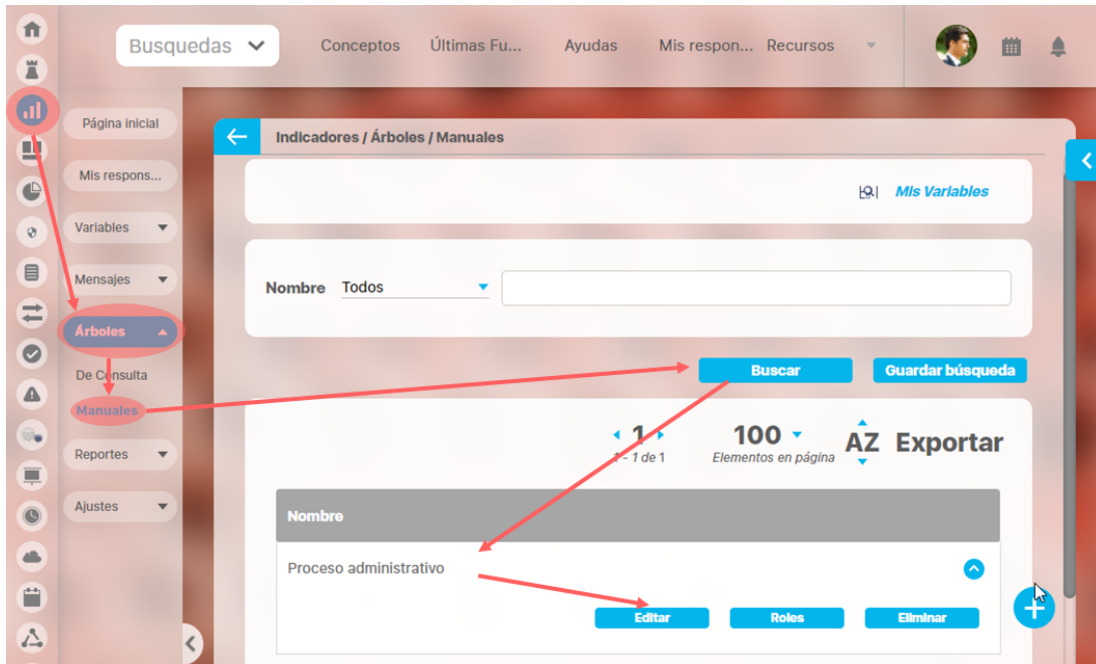 Busquedas
Conceptos
Últimas Fu...
Ayudas
Mis respon...
Recursos
Página inicial
Mis respons...
Variables
Mensajes
Árboles
De Consulta
Manuales
Reportes
Ajustes
Indicadores / Árboles / Manuales
Mis Variables
Nombre Todos
Buscar
Guardar búsqueda
1
1 - 1 de 1
100
Elementos en página
AZ
Exportar
Nombre
Proceso administrativo
Editar
Roles
Eliminar